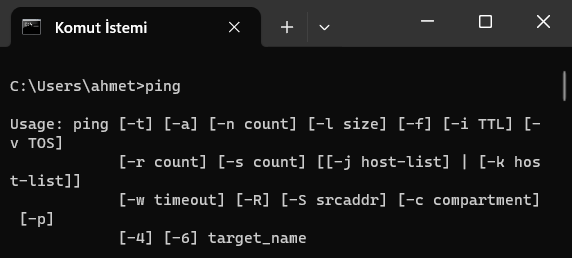 Komut İstemi
C:\Users\ahmet>ping
Usage: ping [-t] [-a] [-n count] [-l size] [-f] [-i TTL] [-
v TOS]
            [-r count] [-s count] [[-j host-list] | [-k hos
t-list]]
            [-w timeout] [-R] [-S srcaddr] [-c compartment]
 [-p]
            [-4] [-6] target_name